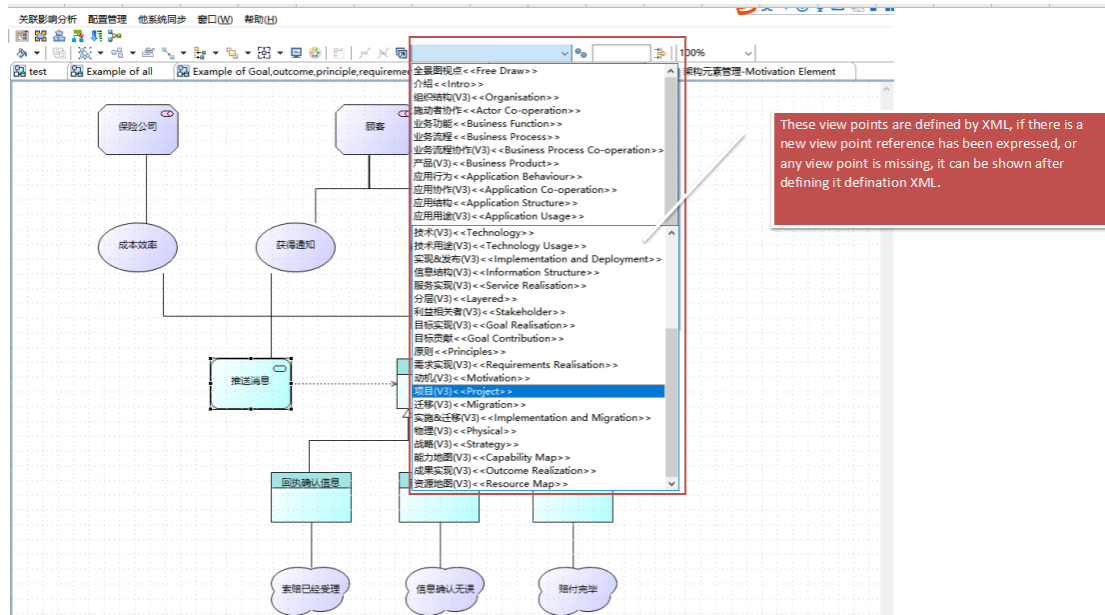 关联影响分析 配置管理 他系统同步 窗口(W) 帮助(H)
100%
test
Example of all
Example of Goal,outcome,principle,requireme
架构元素管理-Motivation Element
全景图视点<<Free Draw>>
介绍<<Intro>>
组织结构(V3)<<Organisation>>
施动者协作<<Actor Co-operation>>
业务功能<<Business Function>>
业务流程<<Business Process>>
业务流程协作(V3)<<Business Process Co-operation>>
产品(V3)<<Business Product>>
应用行为<<Application Behaviour>>
应用协作(V3)<<Application Co-operation>>
应用结构<<Application Structure>>
应用用途(V3)<<Application Usage>>
技术(V3)<<Technology>>
技术用途(V3)<<Technology Usage>>
实现&发布(V3)<<Implementation and Deployment>>
信息结构(V3)<<Information Structure>>
服务实现(V3)<<Service Realisation>>
分层(V3)<<Layered>>
利益相关者(V3)<<Stakeholder>>
目标实现(V3)<<Goal Realisation>>
目标贡献<<Goal Contribution>>
原则<<Principles>>
需求实现(V3)<<Requirements Realisation>>
动机(V3)<<Motivation>>
项目(V3)<<Project>>
迁移(V3)<<Migration>>
实施&迁移(V3)<<Implementation and Migration>>
物理(V3)<<Physical>>
战略(V3)<<Strategy>>
能力地图(V3)<<Capability Map>>
成果实现(V3)<<Outcome Realization>>
资源地图(V3)<<Resource Map>>
These view points are defined by XML, if there is a
new view point reference has been expressed, or
any view point is missing, it can be shown after
defining it defination XML.
保险公司
顾客
成本效率
获得通知
推送消息
回执确认信息
索赔已经受理
信息确认无误
赔付完毕